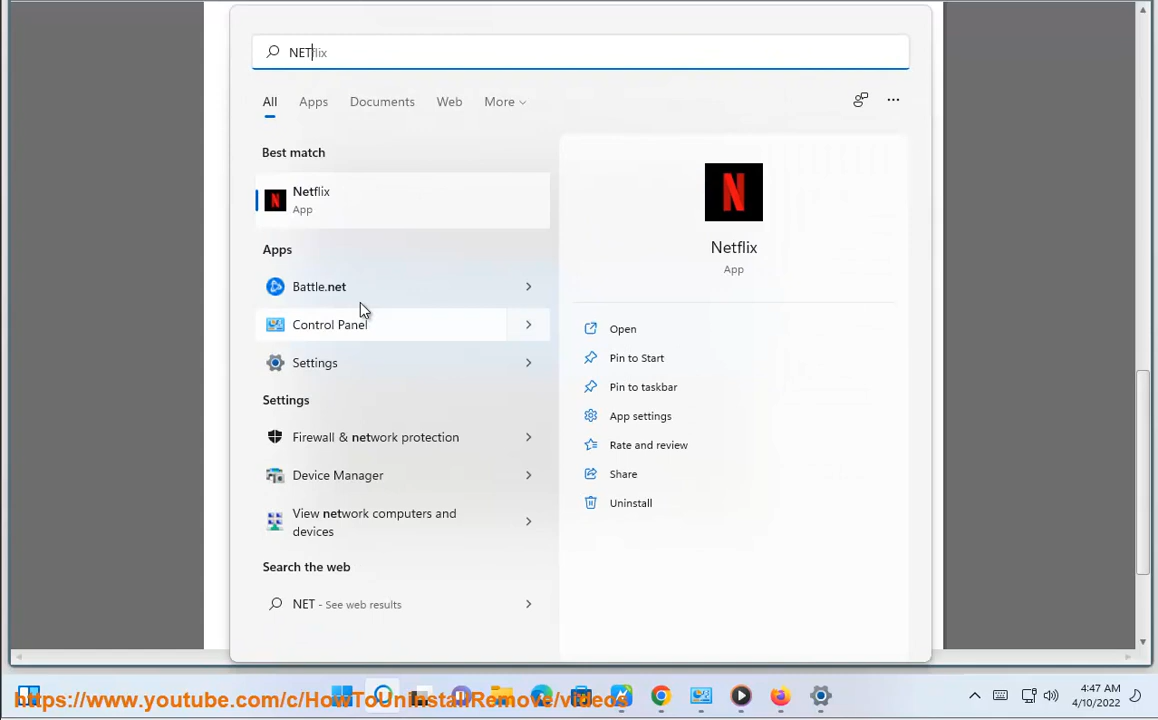 NETflix
All Apps Documents Web More
Best match
Netflix
App
Apps
Battle.net
Control Panel
Settings
Settings
Firewall & network protection
Device Manager
View network computers and
devices
Search the web
NET - See web results
N
Netflix
App
Open
Pin to Start
Pin to taskbar
App settings
Rate and review
Share
Uninstall
https://www.youtube.com/c/HowToUninstallRemove/videos
4:47 AM
4/10/2022